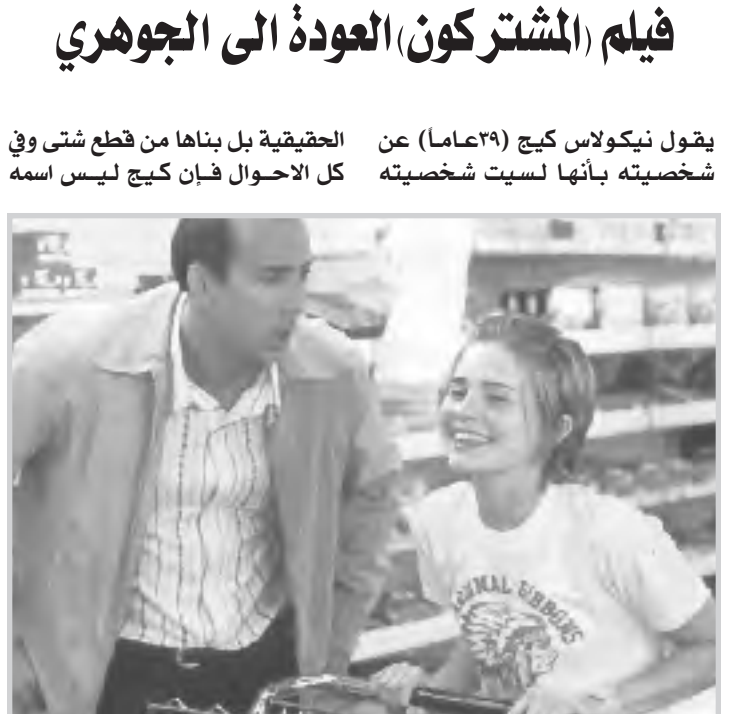 فيلم (المشتركون) العودة الى الجوهري
يقول نيكولاس كيج (٣٩عاماً) عن
شخصيته بأنها لسيت شخصيته
الحقيقية بل بناها من قطع شتى وفي
كل الاحوال فإن كيج ليس اسمه